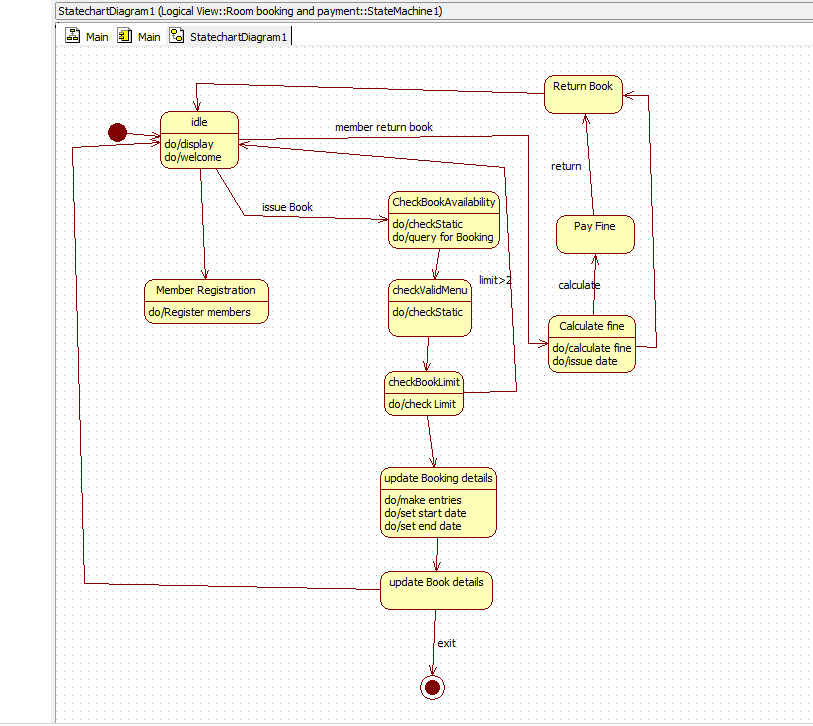 StatechartDiagram1 (Logical View::Room booking and payment::StateMachine1)
Main Main StatechartDiagram1
Return Book
idle
do/display
do/welcome
member return book
return
issue Book
CheckBookAvailability
do/checkStatic
do/query for Booking
Pay Fine
Member Registration
do/Register members
checkValidMenu
do/checkStatic
limit>2
calculate
Calculate fine
do/calculate fine
do/issue date
checkBookLimit
do/check Limit
update Booking details
do/make entries
do/set start date
do/set end date
update Book details
exit